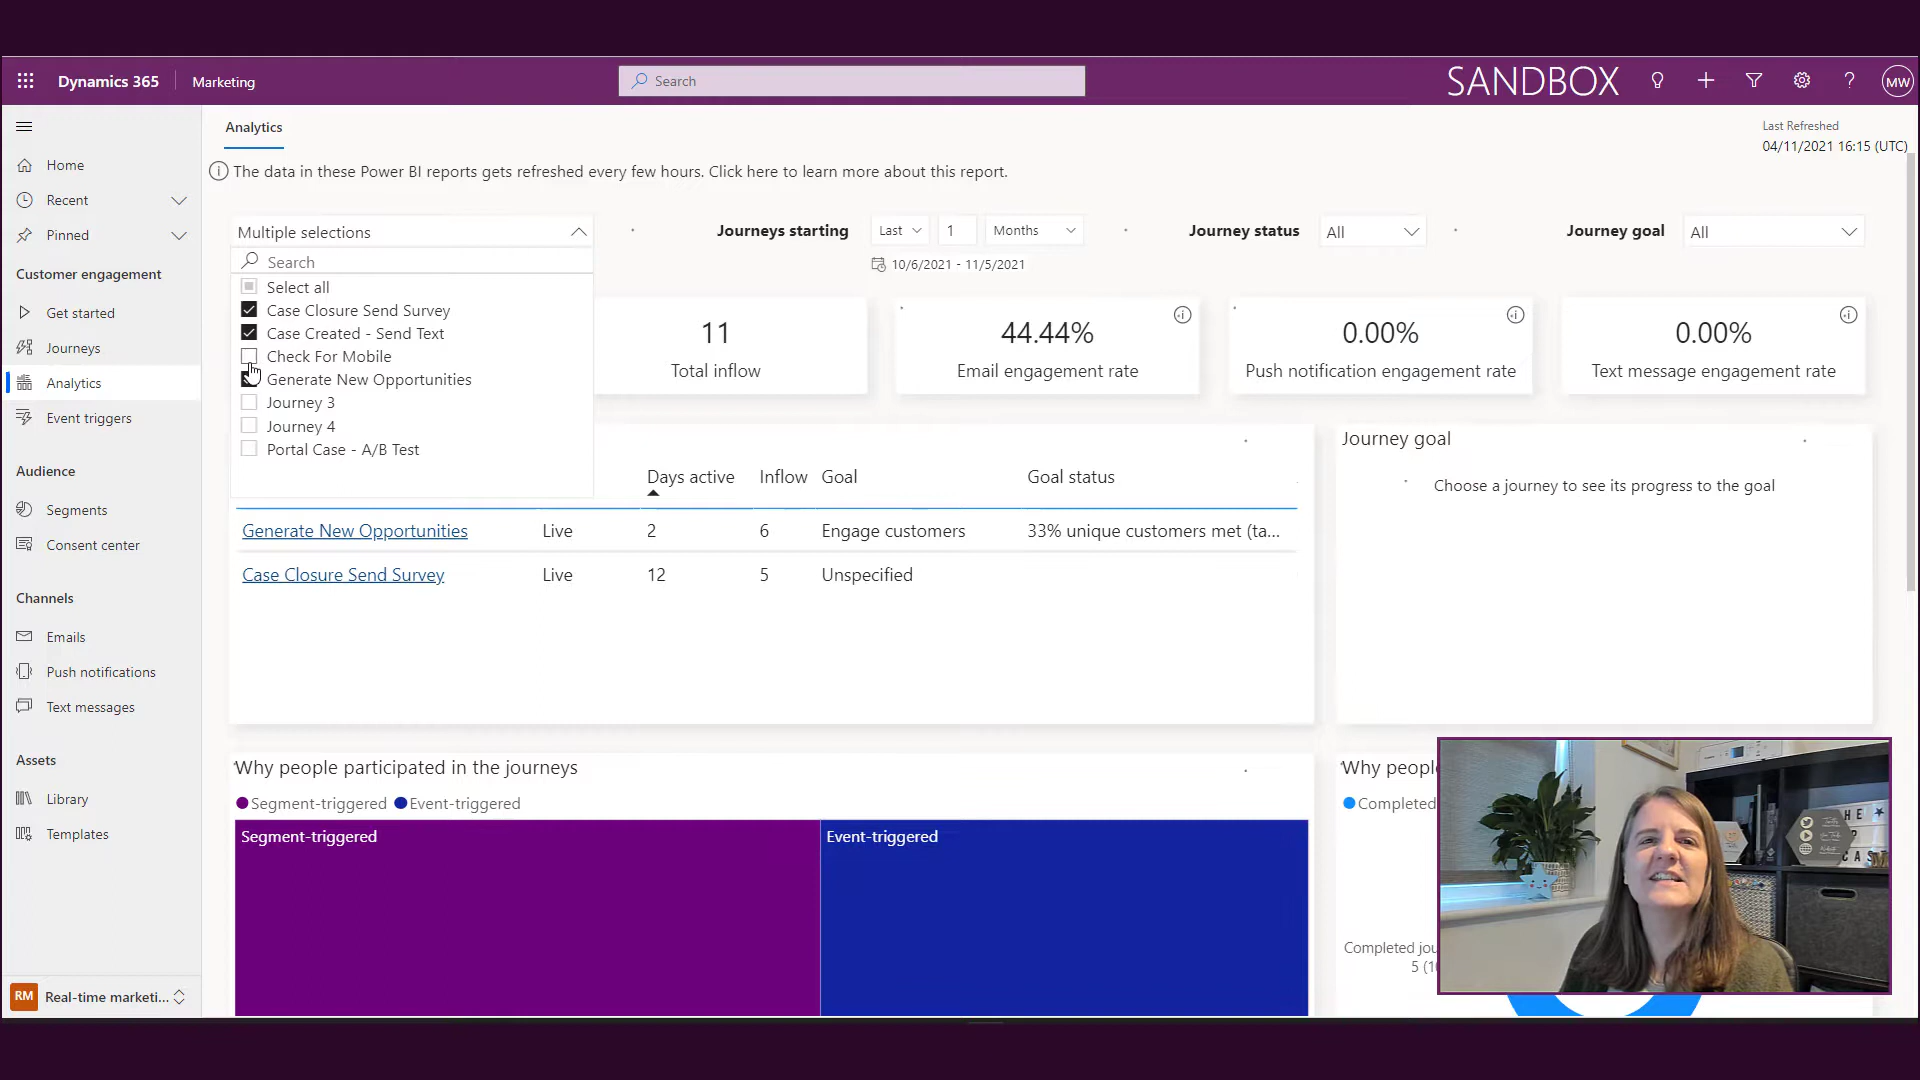 Dynamics 365 Marketing Search SANDBOX MW
Analytics
Last Refreshed
04/11/2021 16:15 (UTC)
The data in these Power BI reports gets refreshed every few hours. Click here to learn more about this report.
Home
Recent
Pinned
Customer engagement
Get started
Journeys
Analytics
Event triggers
Audience
Segments
Consent center
Channels
Emails
Push notifications
Text messages
Assets
Library
Templates
RM Real-time marketi...
Multiple selections
Search
Select all
Case Closure Send Survey
Case Created - Send Text
Check For Mobile
Generate New Opportunities
Journey 3
Journey 4
Portal Case - A/B Test
Journeys starting Last 1 Months
10/6/2021 - 11/5/2021
Journey status All
Journey goal All
11
Total inflow
44.44%
Email engagement rate
0.00%
Push notification engagement rate
0.00%
Text message engagement rate
Days active Inflow Goal Goal status
Generate New Opportunities Live 2 6 Engage customers 33% unique customers met (ta...
Case Closure Send Survey Live 12 5 Unspecified
Journey goal
Choose a journey to see its progress to the goal
Why people participated in the journeys
Segment-triggered Event-triggered
Segment-triggered
Event-triggered
Why people
Completed
Completed jou
5 (10